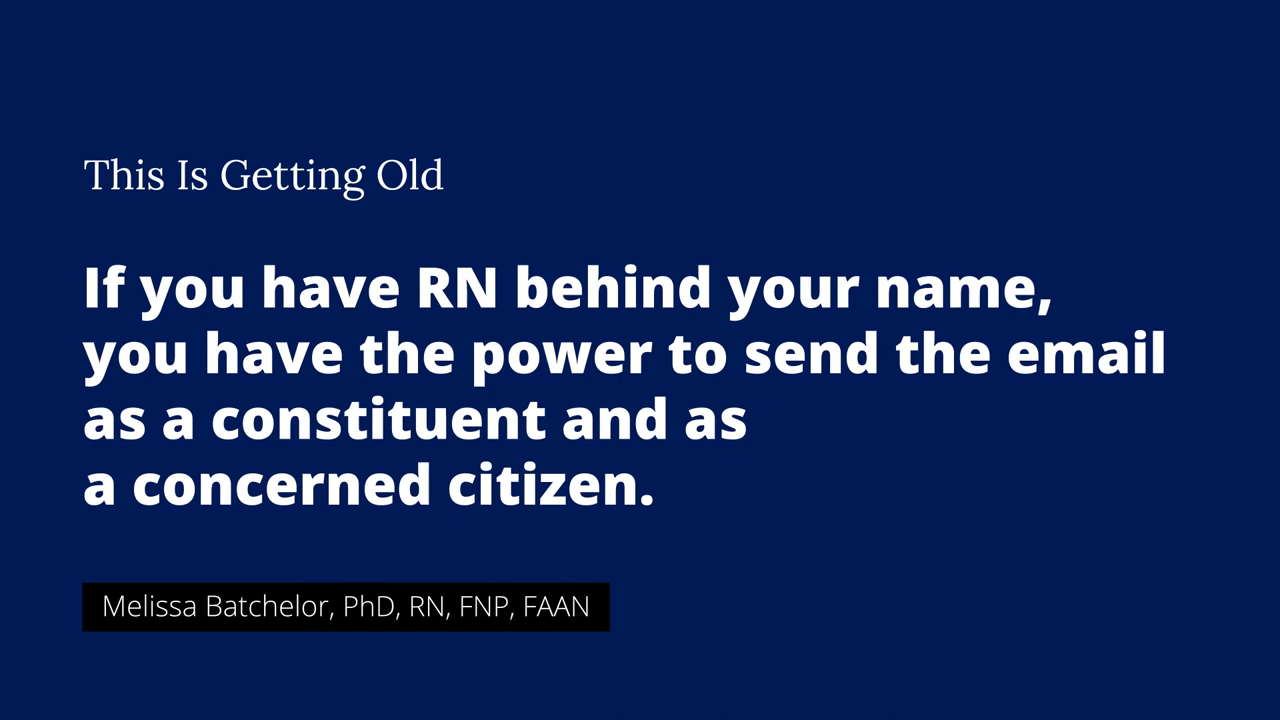 This Is Getting Old
If you have RN behind your name,
you have the power to send the email
as a constituent and as
a concerned citizen.
Melissa Batchelor, PhD, RN, FNP, FAAN